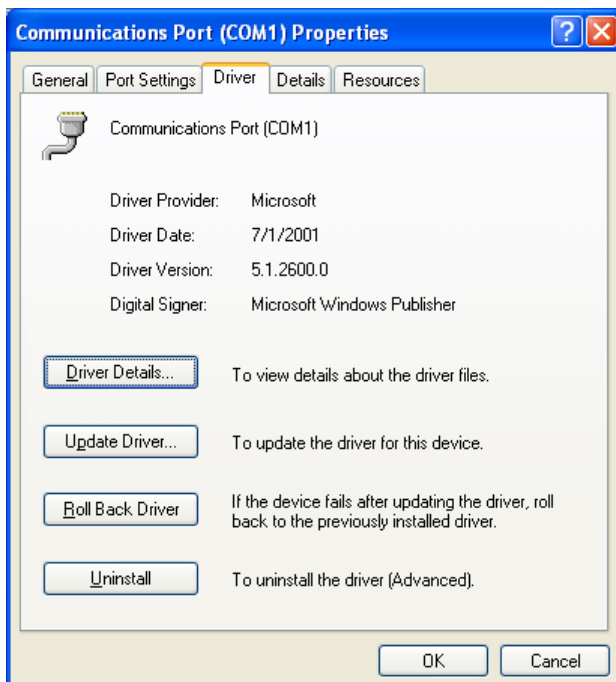 Communications Port (COM1) Properties
General Port Settings Driver Details Resources
Communications Port (COM1)
Driver Provider: Microsoft
Driver Date: 7/1/2001
Driver Version: 5.1.2600.0
Digital Signer: Microsoft Windows Publisher
Driver Details... To view details about the driver files.
Update Driver... To update the driver for this device.
Roll Back Driver If the device fails after updating the driver, roll
back to the previously installed driver.
Uninstall To uninstall the driver (Advanced).
OK Cancel